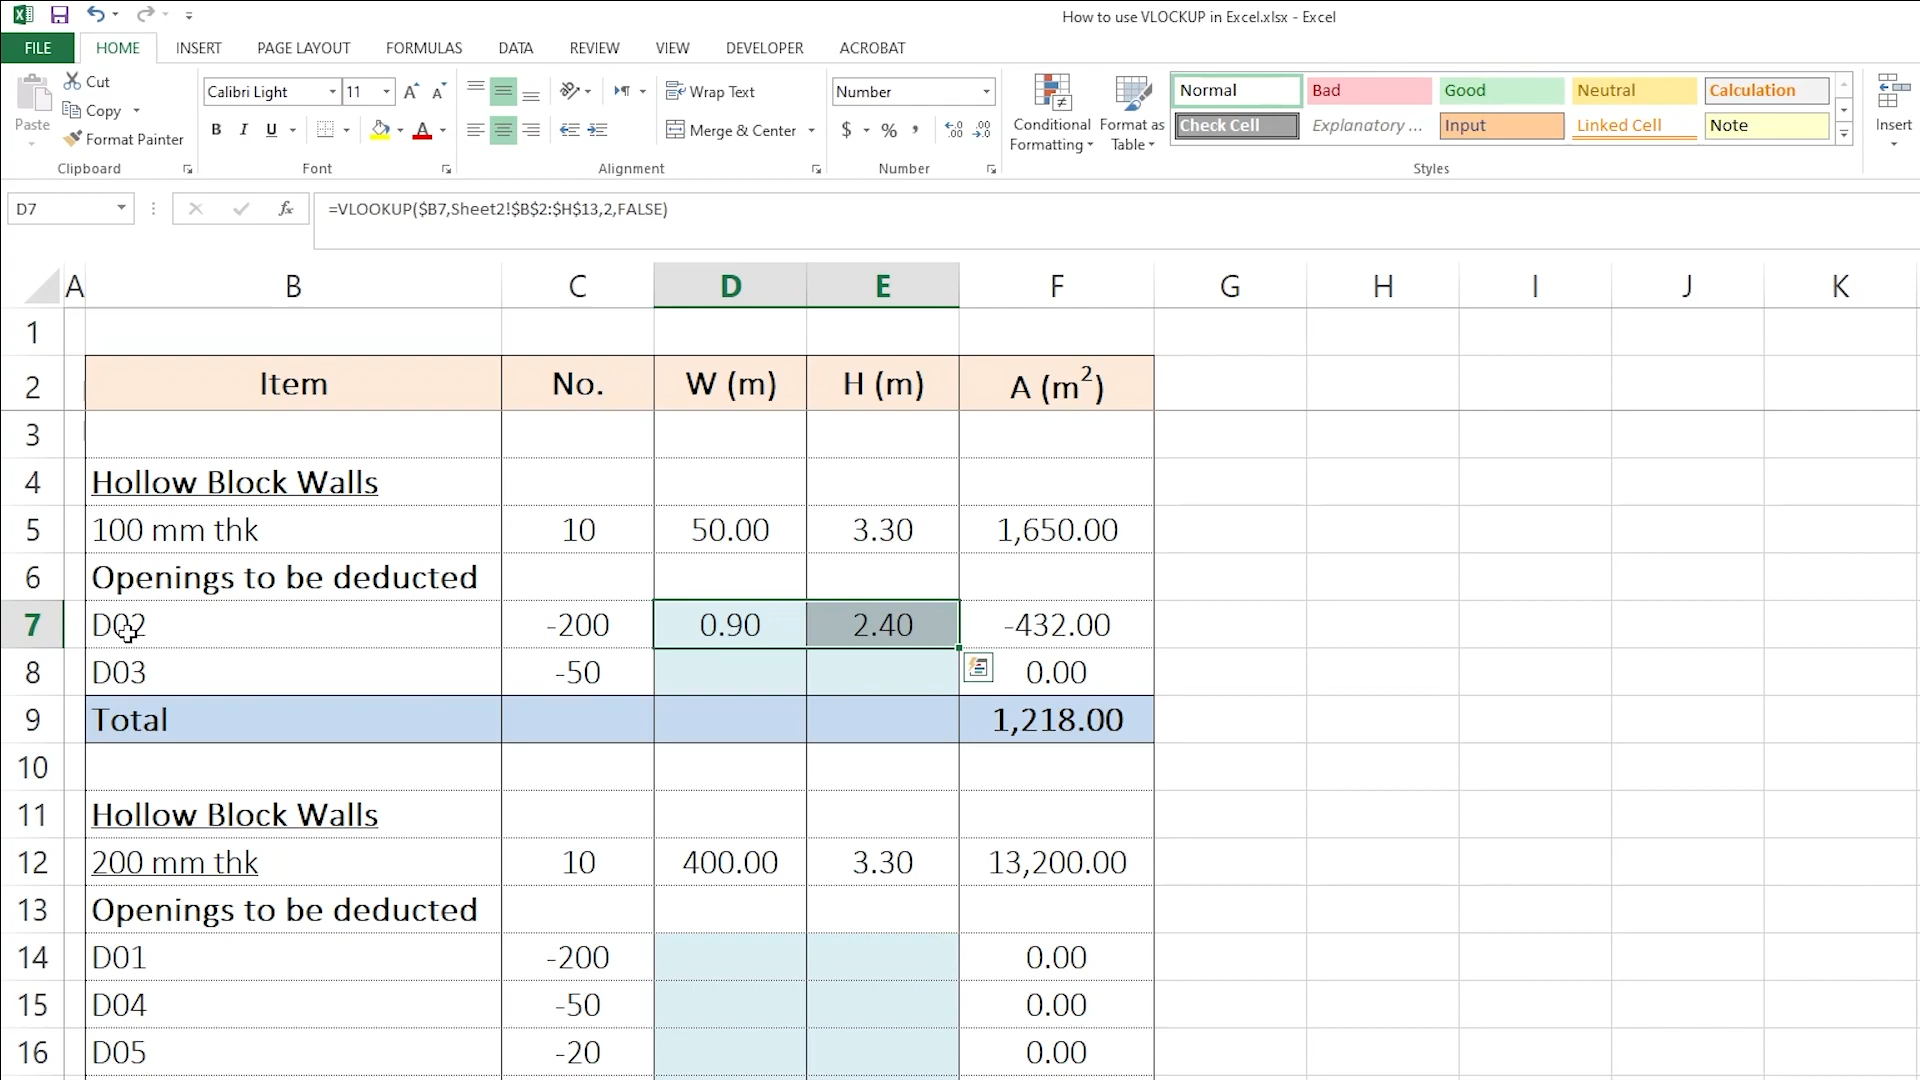 How to use VLOCKUP in Excel.xlsx - Excel
FILE HOME INSERT PAGE LAYOUT FORMULAS DATA REVIEW VIEW DEVELOPER ACROBAT
Paste
Cut
Copy
Format Painter
Clipboard
Calibri Light 11
B I U
Font
Wrap Text
Merge & Center
Alignment
Number
$ % ,
Number
Conditional Formatting
Format as Table
Normal Bad Good Neutral Calculation
Check Cell Explanatory ... Input Linked Cell Note
Styles
Insert
D7 fx =VLOOKUP($B7,Sheet2!$B$2:$H$13,2,FALSE)
A B C D E F G H I J K
1
2 Item No. W (m) H (m) A (m²)
3
4 Hollow Block Walls
5 100 mm thk 10 50.00 3.30 1,650.00
6 Openings to be deducted
7 D02 -200 0.90 2.40 -432.00
8 D03 -50 0.00
9 Total 1,218.00
10
11 Hollow Block Walls
12 200 mm thk 10 400.00 3.30 13,200.00
13 Openings to be deducted
14 D01 -200 0.00
15 D04 -50 0.00
16 D05 -20 0.00